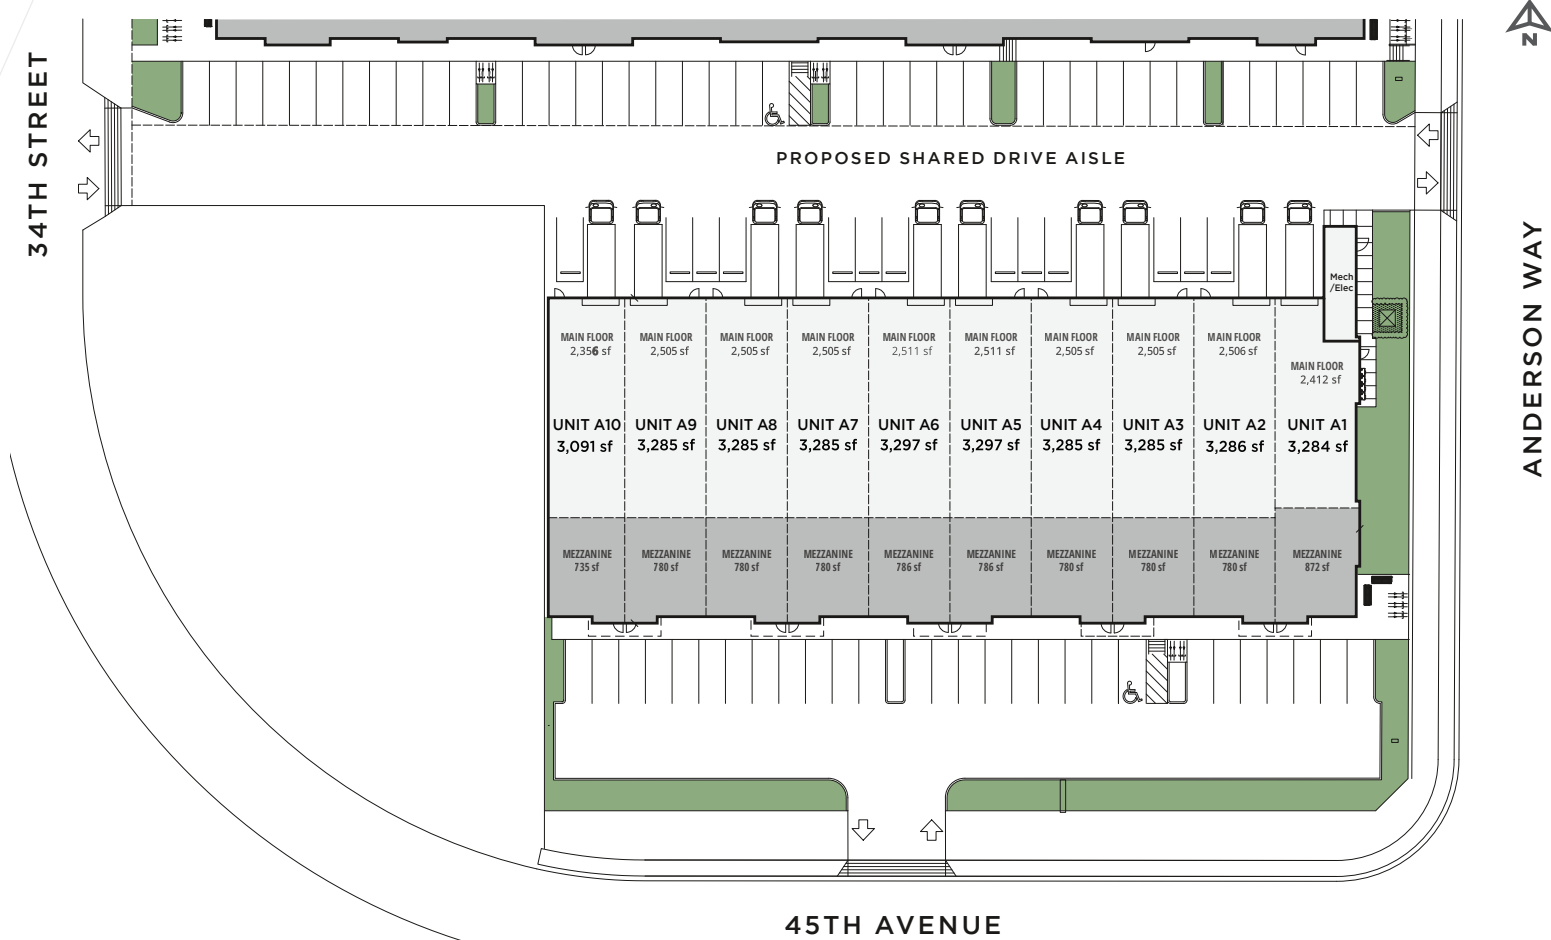 N
34TH STREET
PROPOSED SHARED DRIVE AISLE
ANDERSON WAY
Mech
/Elec
MAIN FLOOR
2,356 sf
UNIT A10
3,091 sf
MEZZANINE
735 sf
MAIN FLOOR
2,505 sf
UNIT A9
3,285 sf
MEZZANINE
780 sf
MAIN FLOOR
2,505 sf
UNIT A8
3,285 sf
MEZZANINE
780 sf
MAIN FLOOR
2,505 sf
UNIT A7
3,285 sf
MEZZANINE
780 sf
MAIN FLOOR
2,511 sf
UNIT A6
3,297 sf
MEZZANINE
786 sf
MAIN FLOOR
2,511 sf
UNIT A5
3,297 sf
MEZZANINE
786 sf
MAIN FLOOR
2,505 sf
UNIT A4
3,285 sf
MEZZANINE
780 sf
MAIN FLOOR
2,505 sf
UNIT A3
3,285 sf
MEZZANINE
780 sf
MAIN FLOOR
2,506 sf
UNIT A2
3,286 sf
MEZZANINE
780 sf
MAIN FLOOR
2,412 sf
UNIT A1
3,284 sf
MEZZANINE
872 sf
45TH AVENUE